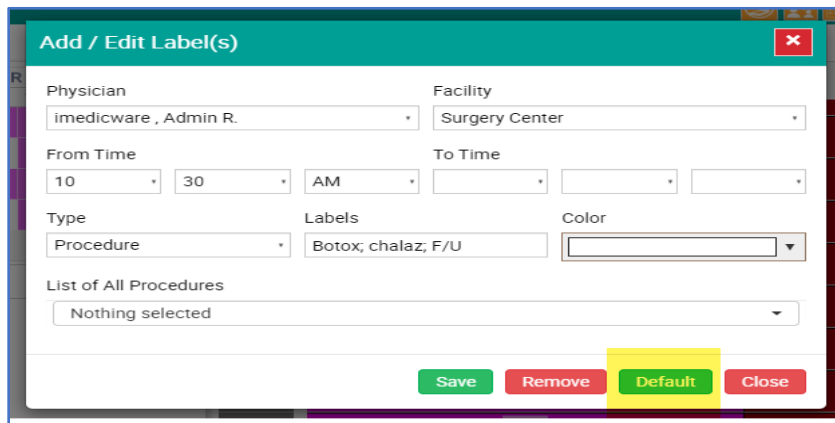 Add / Edit Label(s)
R
Physician Facility
imedicware , Admin R. Surgery Center
From Time To Time
10 30 AM
Type Labels Color
Procedure Botox; chalaz; F/U
List of All Procedures
Nothing selected
Save Remove Default Close